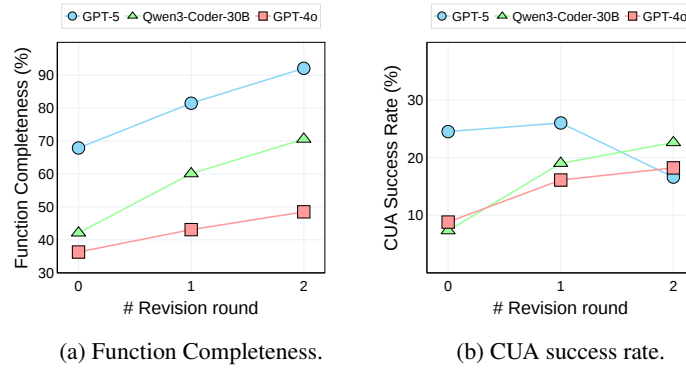 GPT-5 Qwen3-Coder-30B GPT-4o
Function Completeness (%)
90
80
70
60
50
40
30
0 1 2
# Revision round
(a) Function Completeness.
GPT-5 Qwen3-Coder-30B GPT-4o
CUA Success Rate (%)
30
20
10
0 1 2
# Revision round
(b) CUA success rate.